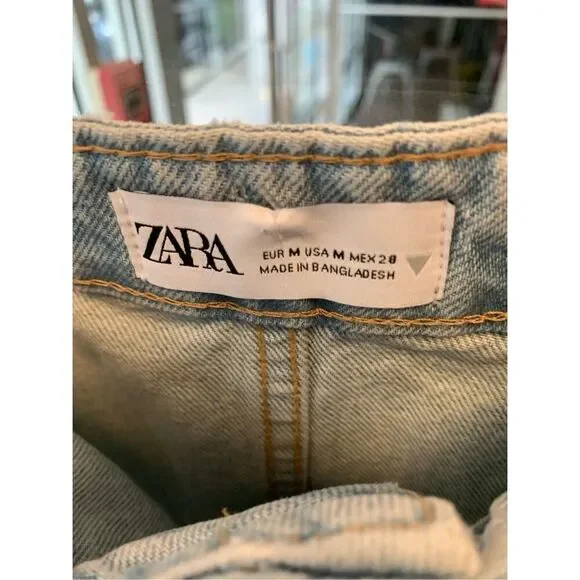 ZARA
EUR M USA M MEX 28
MADE IN BANGLADESH